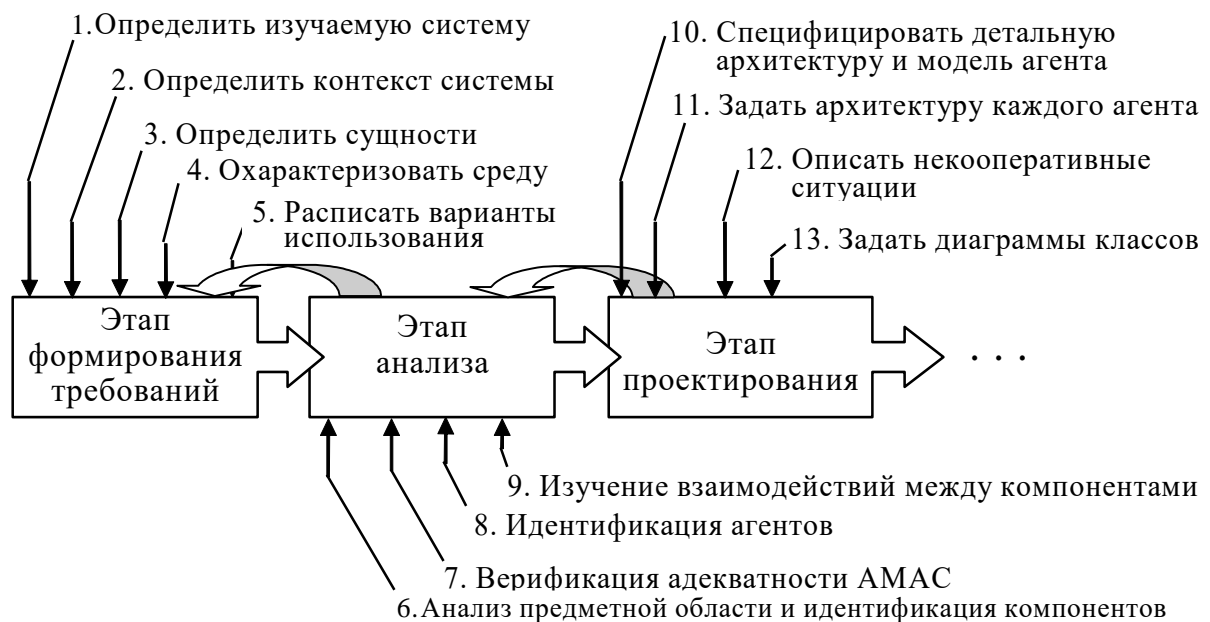 1.Определить изучаемую систему
2. Определить контекст системы
3. Определить сущности
4. Охарактеризовать среду
5. Расписать варианты
использования
10. Специфицировать детальную
архитектуру и модель агента
11. Задать архитектуру каждого агента
12. Описать некооперативные
ситуации
13. Задать диаграммы классов
Этап
формирования
требований
Этап
анализа
Этап
проектирования
. . .
9. Изучение взаимодействий между компонентами
8. Идентификация агентов
7. Верификация адекватности АМАС
6.Анализ предметной области и идентификация компонентов